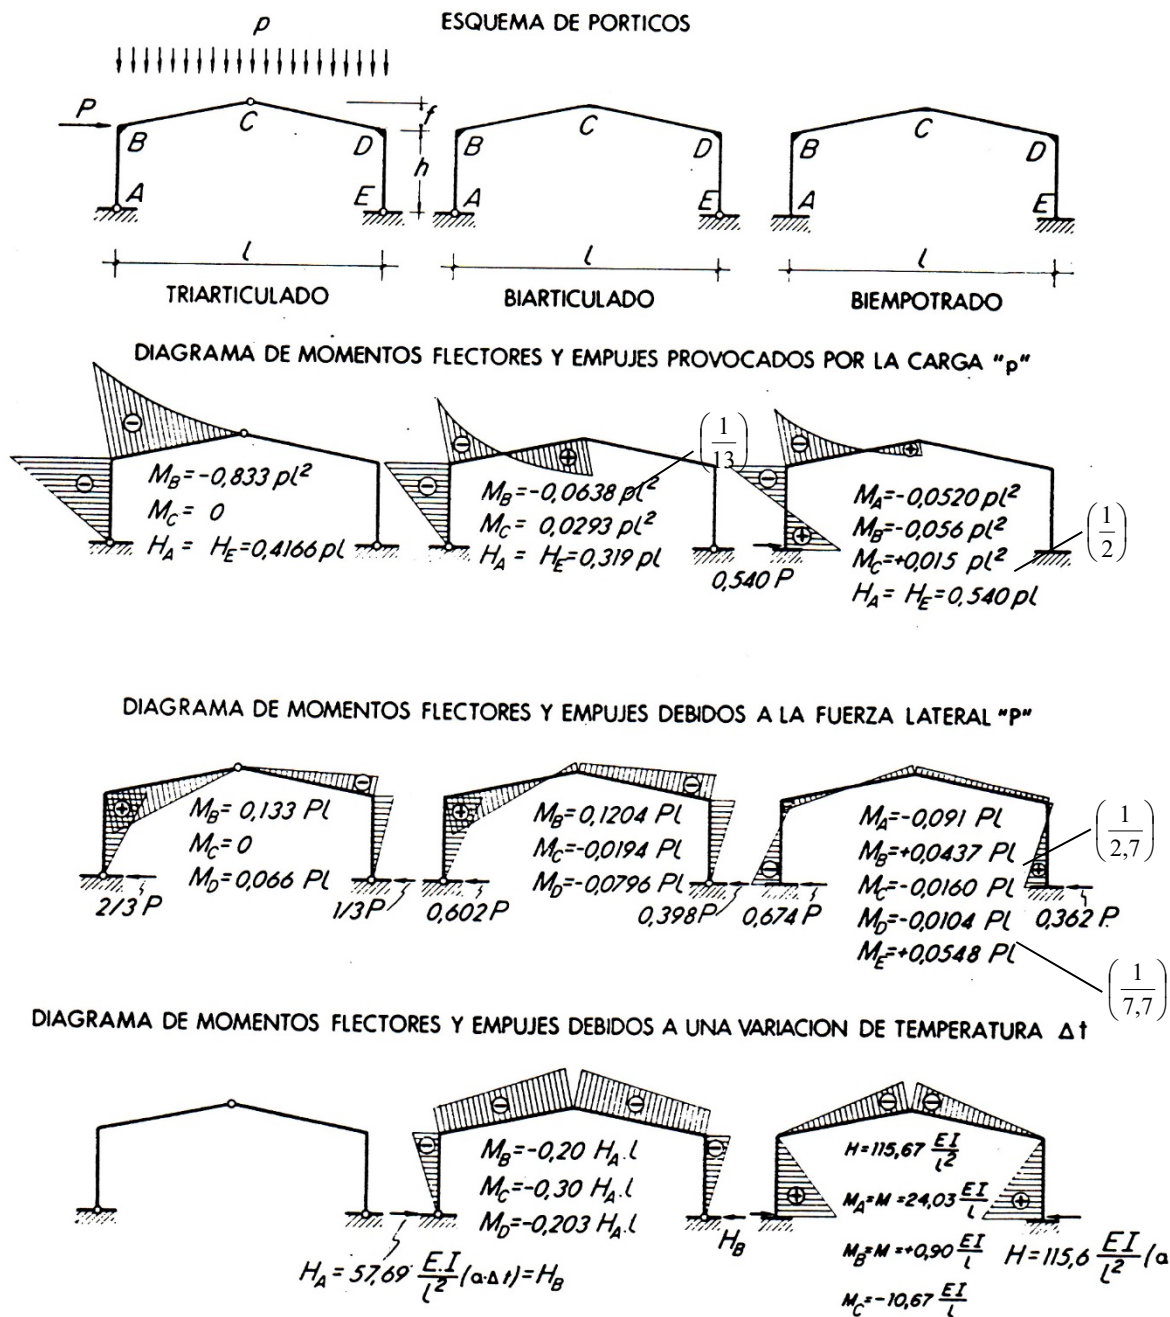 ESQUEMA DE PORTICOS
p
P
B
C
D
f
h
A
E
l
TRIARTICULADO
B
C
D
A
E
l
BIARTICULADO
B
C
D
A
E
l
BIEMPOTRADO
DIAGRAMA DE MOMENTOS FLECTORES Y EMPUJES PROVOCADOS POR LA CARGA "p"
M_B=-0,833 pl²
M_C= 0
H_A = H_E=0,4166 pl
M_B=-0,0638 pl²
M_C= 0,0293 pl²
H_A = H_E=0,319 pl
(1/13)
0,540 P
M_A=-0,0520 pl²
M_B=-0,056 pl²
M_C=+0,015 pl²
H_A= H_E=0,540 pl
(1/2)
DIAGRAMA DE MOMENTOS FLECTORES Y EMPUJES DEBIDOS A LA FUERZA LATERAL "P"
M_B= 0,133 Pl
M_C=0
M_D=0,066 Pl
2/3 P
1/3 P
M_B=0,1204 Pl
M_C=-0,0194 Pl
M_D=-0,0796 Pl
0,602 P
0,398 P
M_A=-0,091 Pl
M_B=+0,0437 Pl
M_C=-0,0160 Pl
M_D=-0,0104 Pl
M_E=+0,0548 Pl
0,674 P
0,362 P.
(1/2,7)
(1/7,7)
DIAGRAMA DE MOMENTOS FLECTORES Y EMPUJES DEBIDOS A UNA VARIACION DE TEMPERATURA Δt
M_B=-0,20 H_A.l
M_C=-0,30 H_A.l
M_D=-0,203 H_A.l
H_A = 57,69 E.I/l² (a·Δt)=H_B
H_B
H=115,67 EI/l²
M_A=M=24,03 EI/l
M_B=M=+0,90 EI/l
M_C=-10,67 EI/l
H=115,6 EI/l² (a